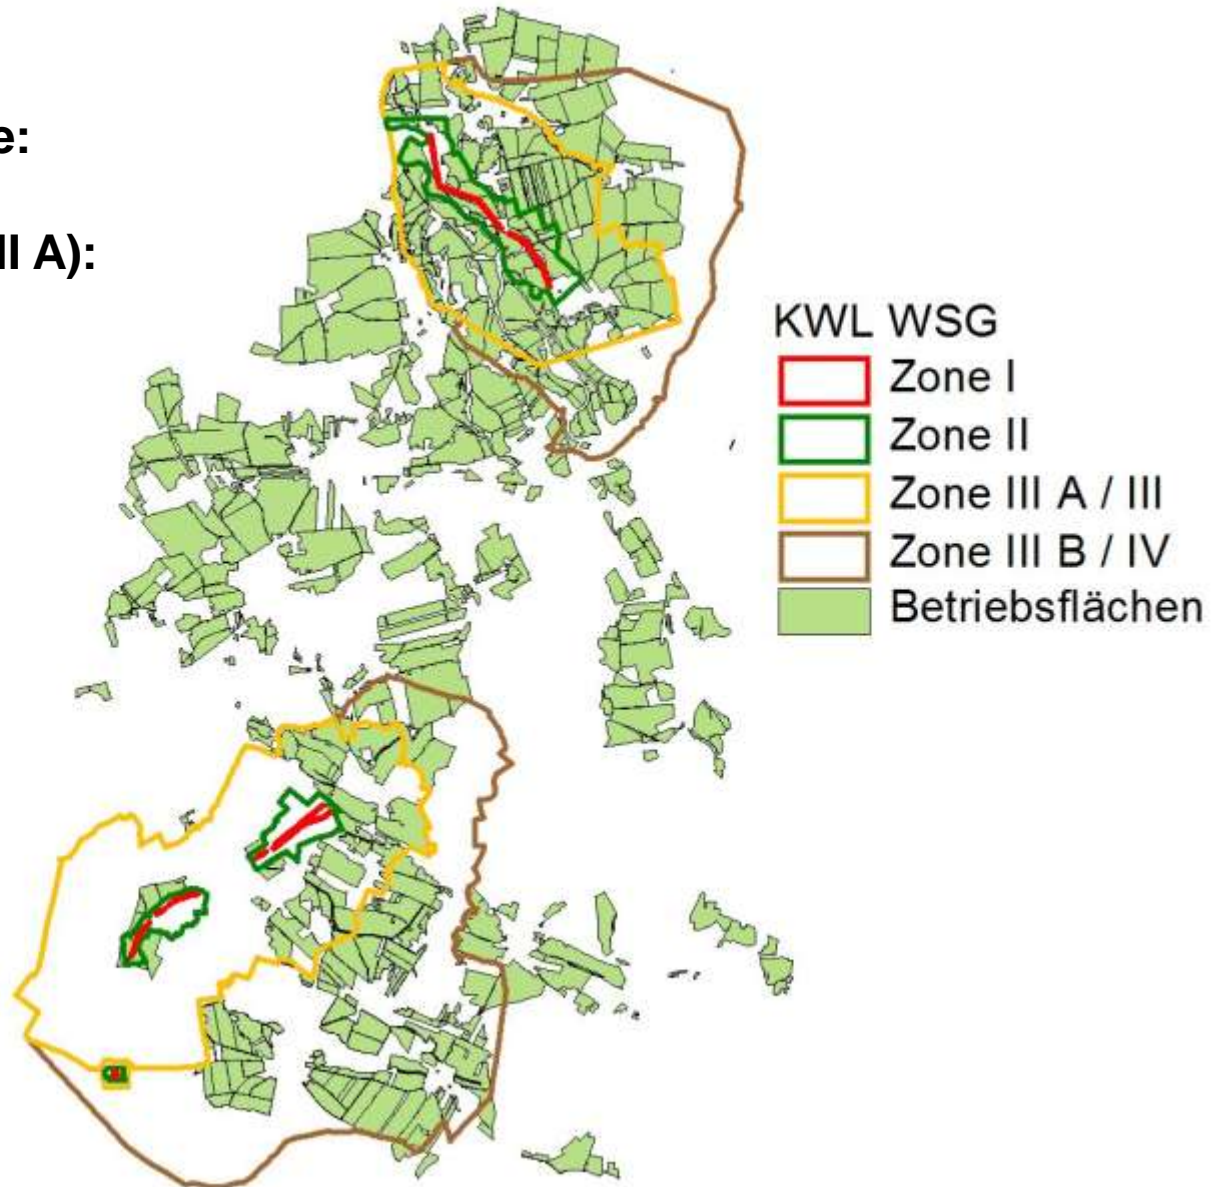 e:
II A):
KWL WSG
Zone I
Zone II
Zone III A / III
Zone III B / IV
Betriebsflächen